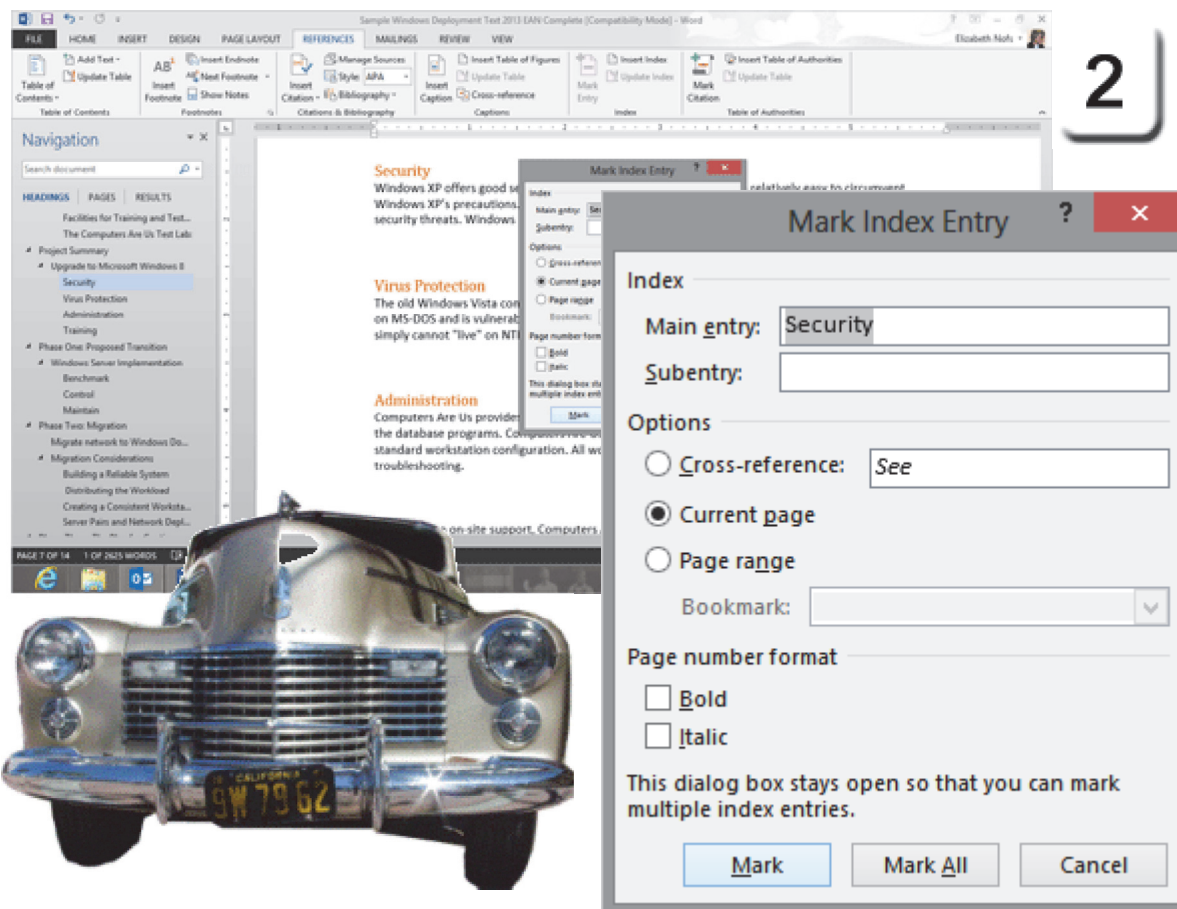 Sample Windows Deployment Text 2013 EAN Complete [Compatibility Mode] - Word
FILE HOME INSERT DESIGN PAGE LAYOUT REFERENCES MAILINGS REVIEW VIEW
Elizabeth Nofs
Table of Contents
Add Text
Update Table
Table of Contents
AB¹
Insert Footnote
Insert Endnote
Next Footnote
Show Notes
Footnotes
Insert Citation
Manage Sources
Style: APA
Bibliography
Citations & Bibliography
Insert Caption
Insert Table of Figures
Update Table
Cross-reference
Captions
Mark Entry
Insert Index
Update Index
Index
Mark Citation
Insert Table of Authorities
Update Table
Table of Authorities
2
Navigation
Search document
HEADINGS PAGES RESULTS
Facilities for Training and Test...
The Computers Are Us Test Lab
Project Summary
Upgrade to Microsoft Windows 8
Security
Virus Protection
Administration
Training
Phase One: Proposed Transition
Windows Server Implementation
Benchmark
Control
Maintain
Phase Two: Migration
Migrate network to Windows Do...
Migration Considerations
Building a Reliable System
Distributing the Workload
Creating a Consistent Worksta...
Server Pairs and Network Depl...
PAGE 7 OF 14 1 OF 2625 WORDS
Security
Windows XP offers good relatively easy to circumvent
Windows XP's precautions.
security threats. Windows
Virus Protection
The old Windows Vista
on MS-DOS and is
simply cannot "live" on
Administration
Computers Are Us
the database programs.
standard workstation configuration. All
troubleshooting.
on-site support, Computers
Mark Index Entry ?
Index
Main entry:
Subentry:
Options
Current page
Page range
Bookmark:
Bold
Italic
This dialog box
multiple index
Mark
Mark Index Entry ? ×
Index
Main entry: Security
Subentry:
Options
Cross-reference: See
Current page
Page range
Bookmark:
Page number format
Bold
Italic
This dialog box stays open so that you can mark
multiple index entries.
Mark Mark All Cancel
CALIFORNIA
9W 79 62